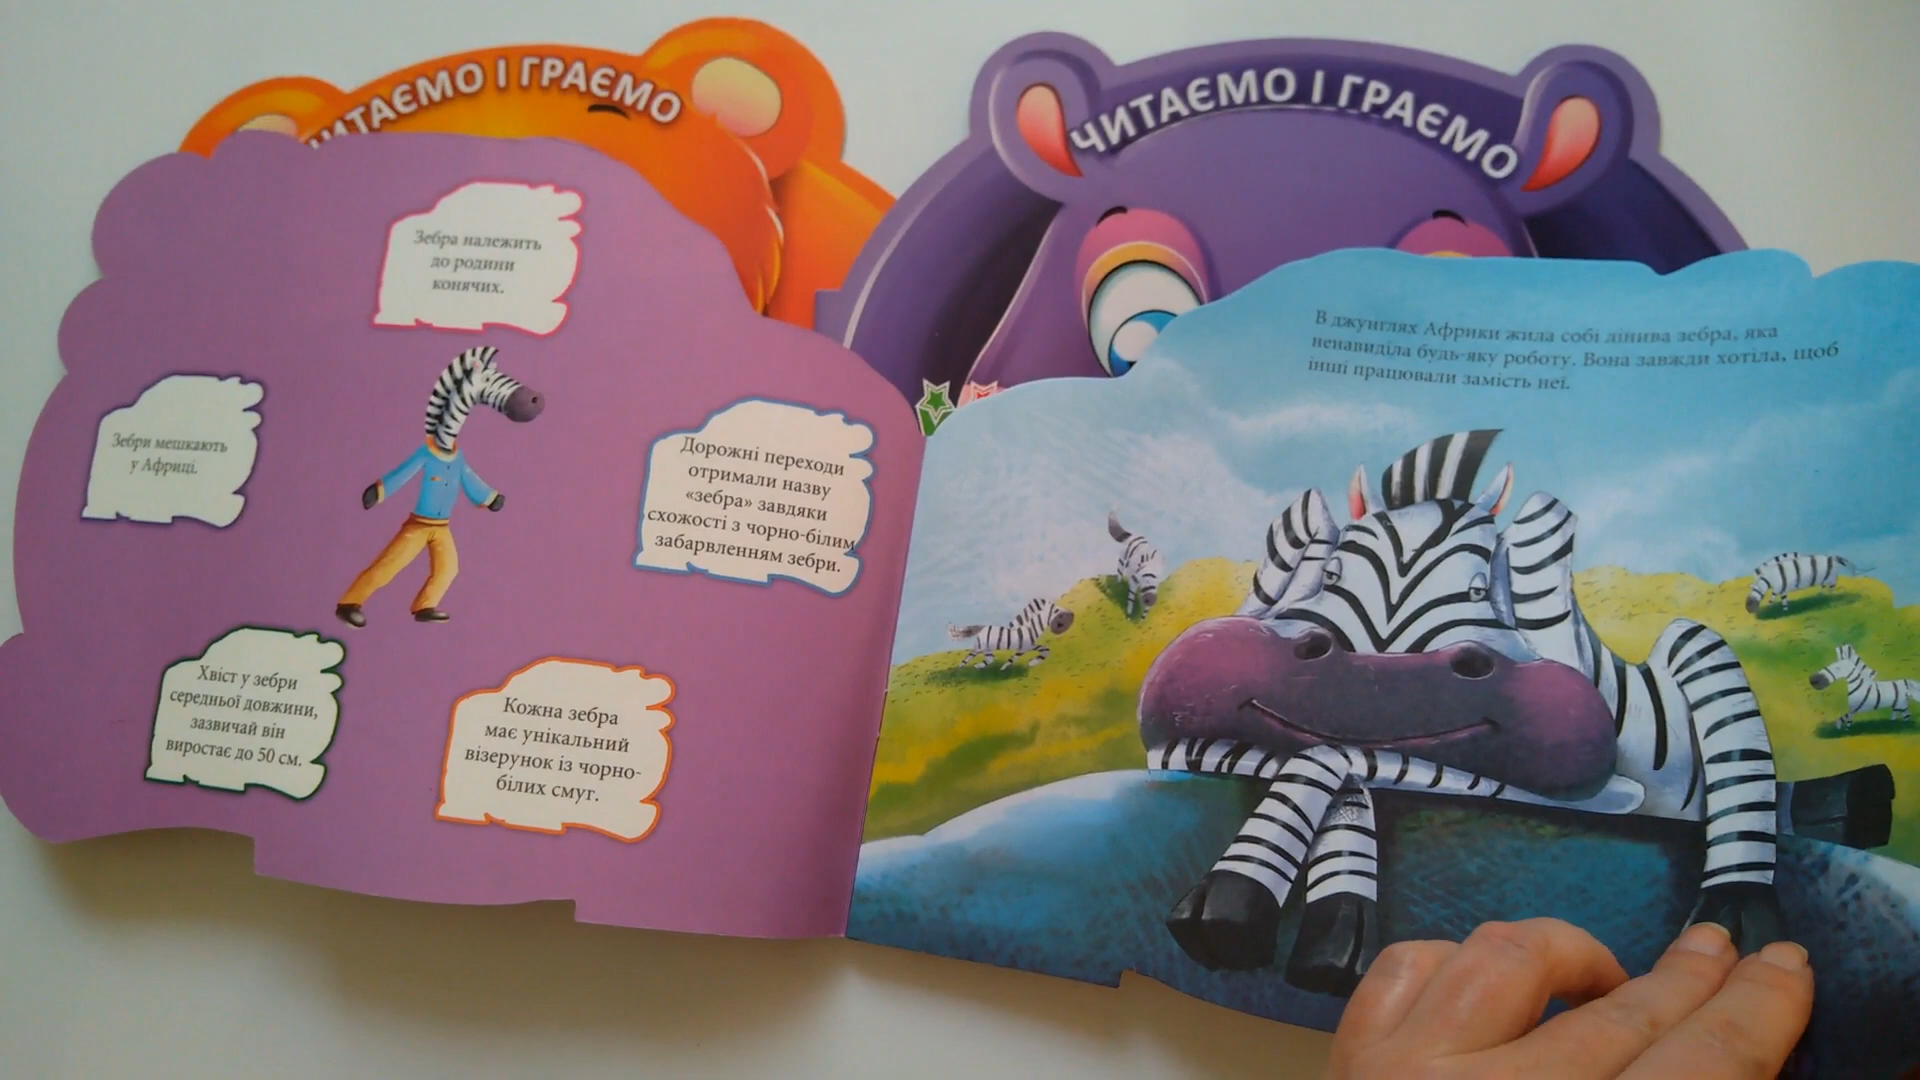 ЧИТАЄМО І ГРАЄМО
ЧИТАЄМО І ГРАЄМО
Зебра належить
до родини
конячих.
Зебри мешкають
у Африці.
Дорожні переходи
отримали назву
«зебра» завдяки
схожості з чорно-білим
забарвленням зебри.
Хвіст у зебри
середньої довжини,
зазвичай він
виростає до 50 см.
Кожна зебра
має унікальний
візерунок із чорно-
білих смуг.
В джунглях Африки жила собі лінива зебра, яка
ненавиділа будь-яку роботу. Вона завжди хотіла, щоб
інші працювали замість неї.